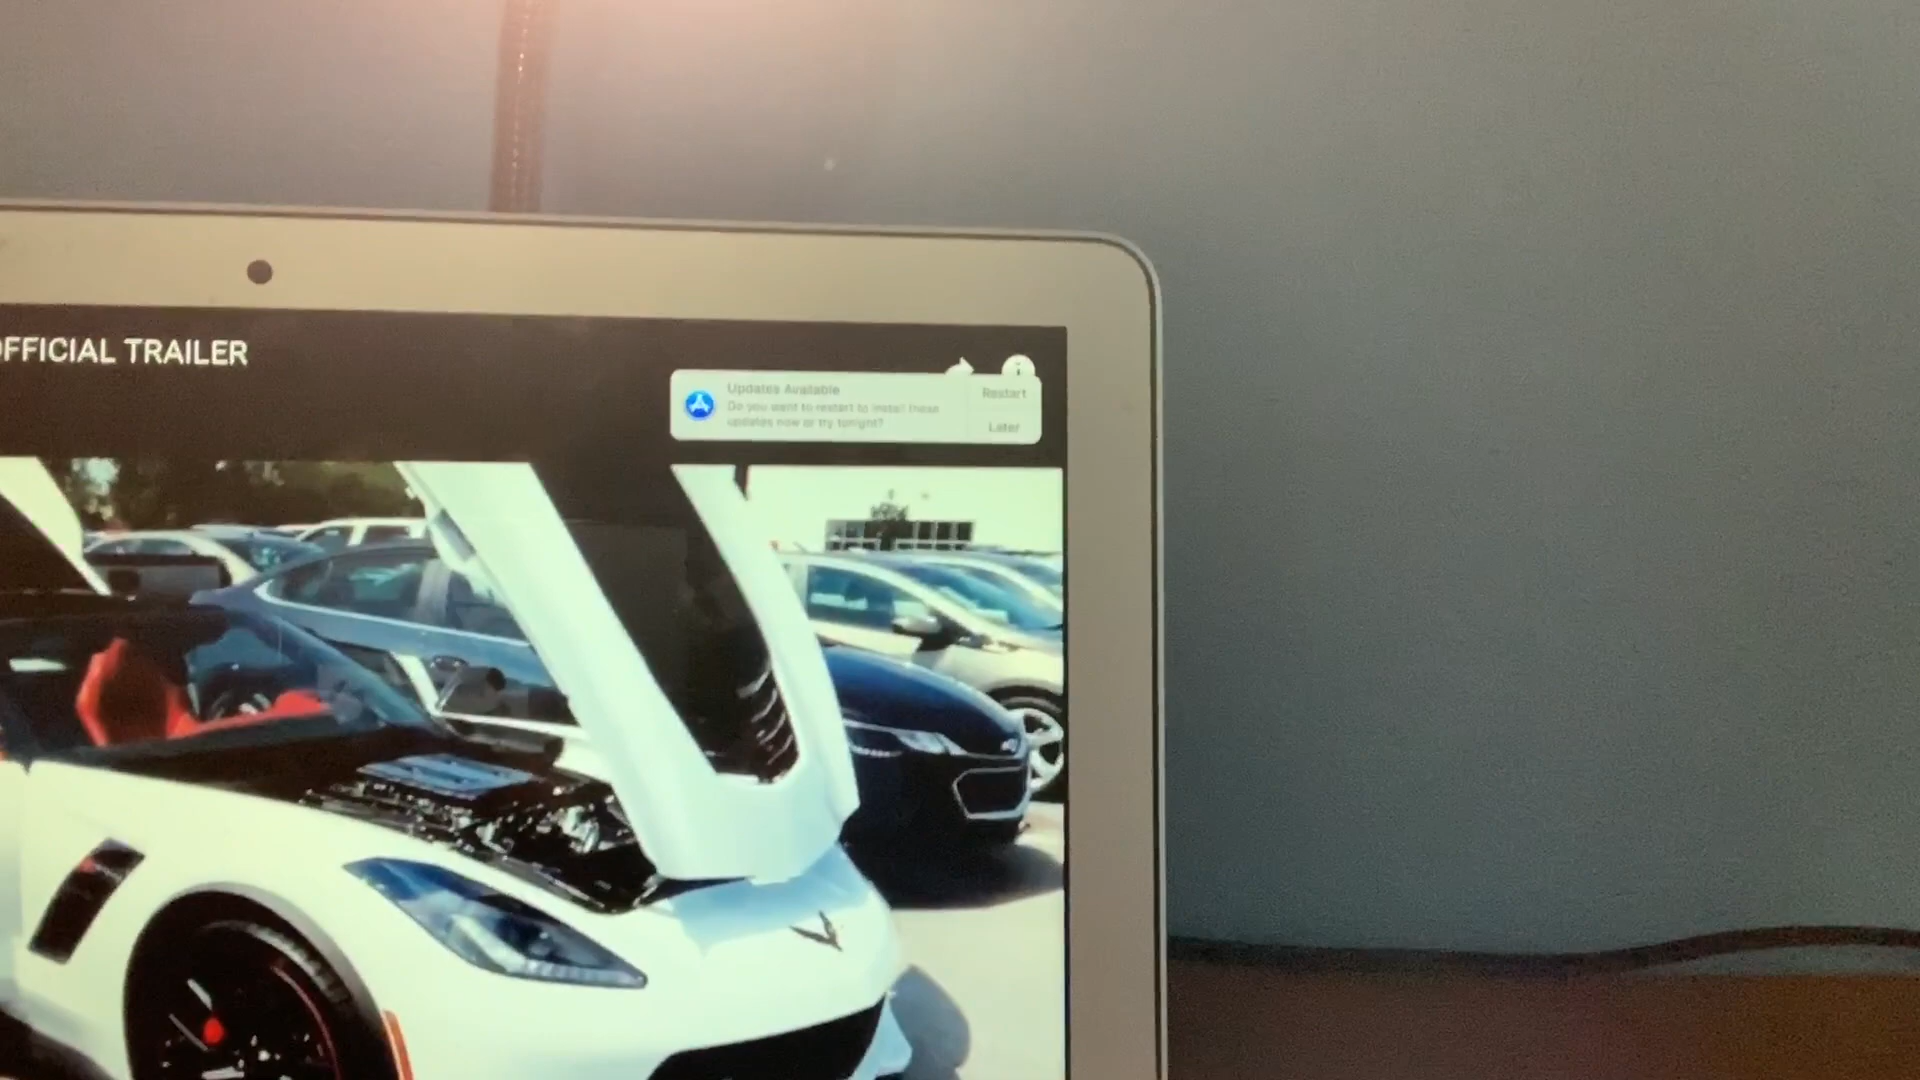 OFFICIAL TRAILER
Updates Available
Do you want to restart to install these
updates now or try tonight?
Restart
Later